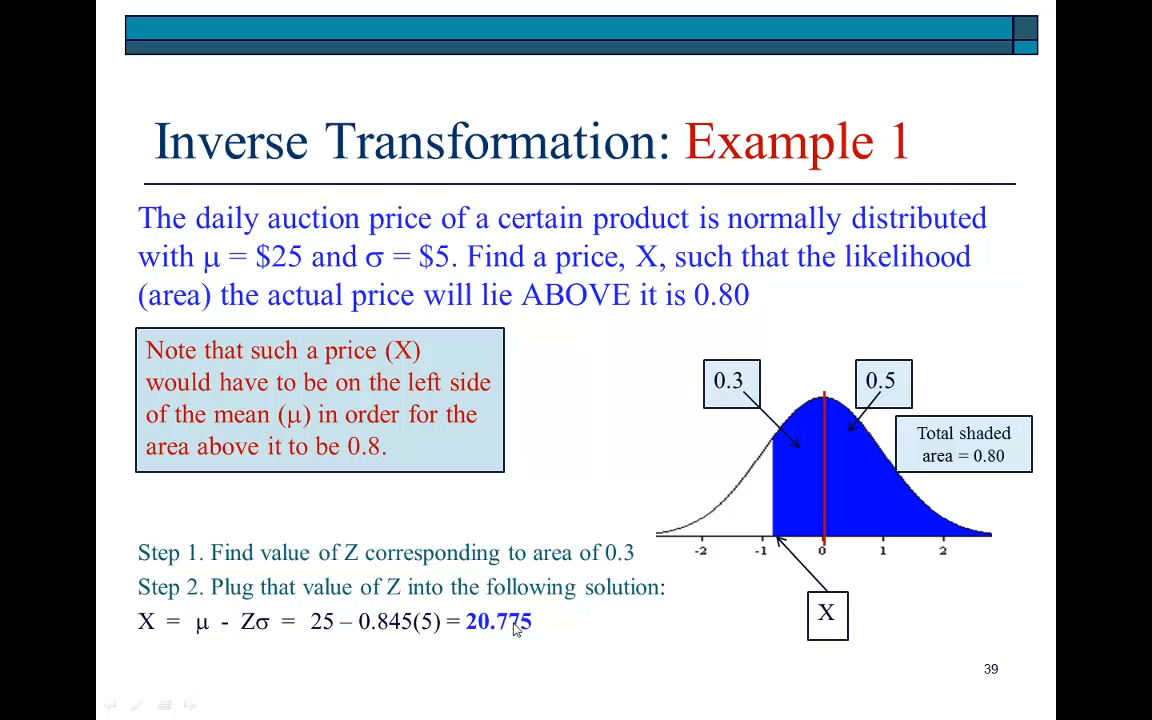 Inverse Transformation: Example 1
The daily auction price of a certain product is normally distributed
with μ = $25 and σ = $5. Find a price, X, such that the likelihood
(area) the actual price will lie ABOVE it is 0.80
Note that such a price (X)
would have to be on the left side
of the mean (μ) in order for the
area above it to be 0.8.
0.3
0.5
Total shaded
area = 0.80
-2 -1 0 1 2
X
Step 1. Find value of Z corresponding to area of 0.3
Step 2. Plug that value of Z into the following solution:
X = μ - Zσ = 25 – 0.845(5) = 20.775
39